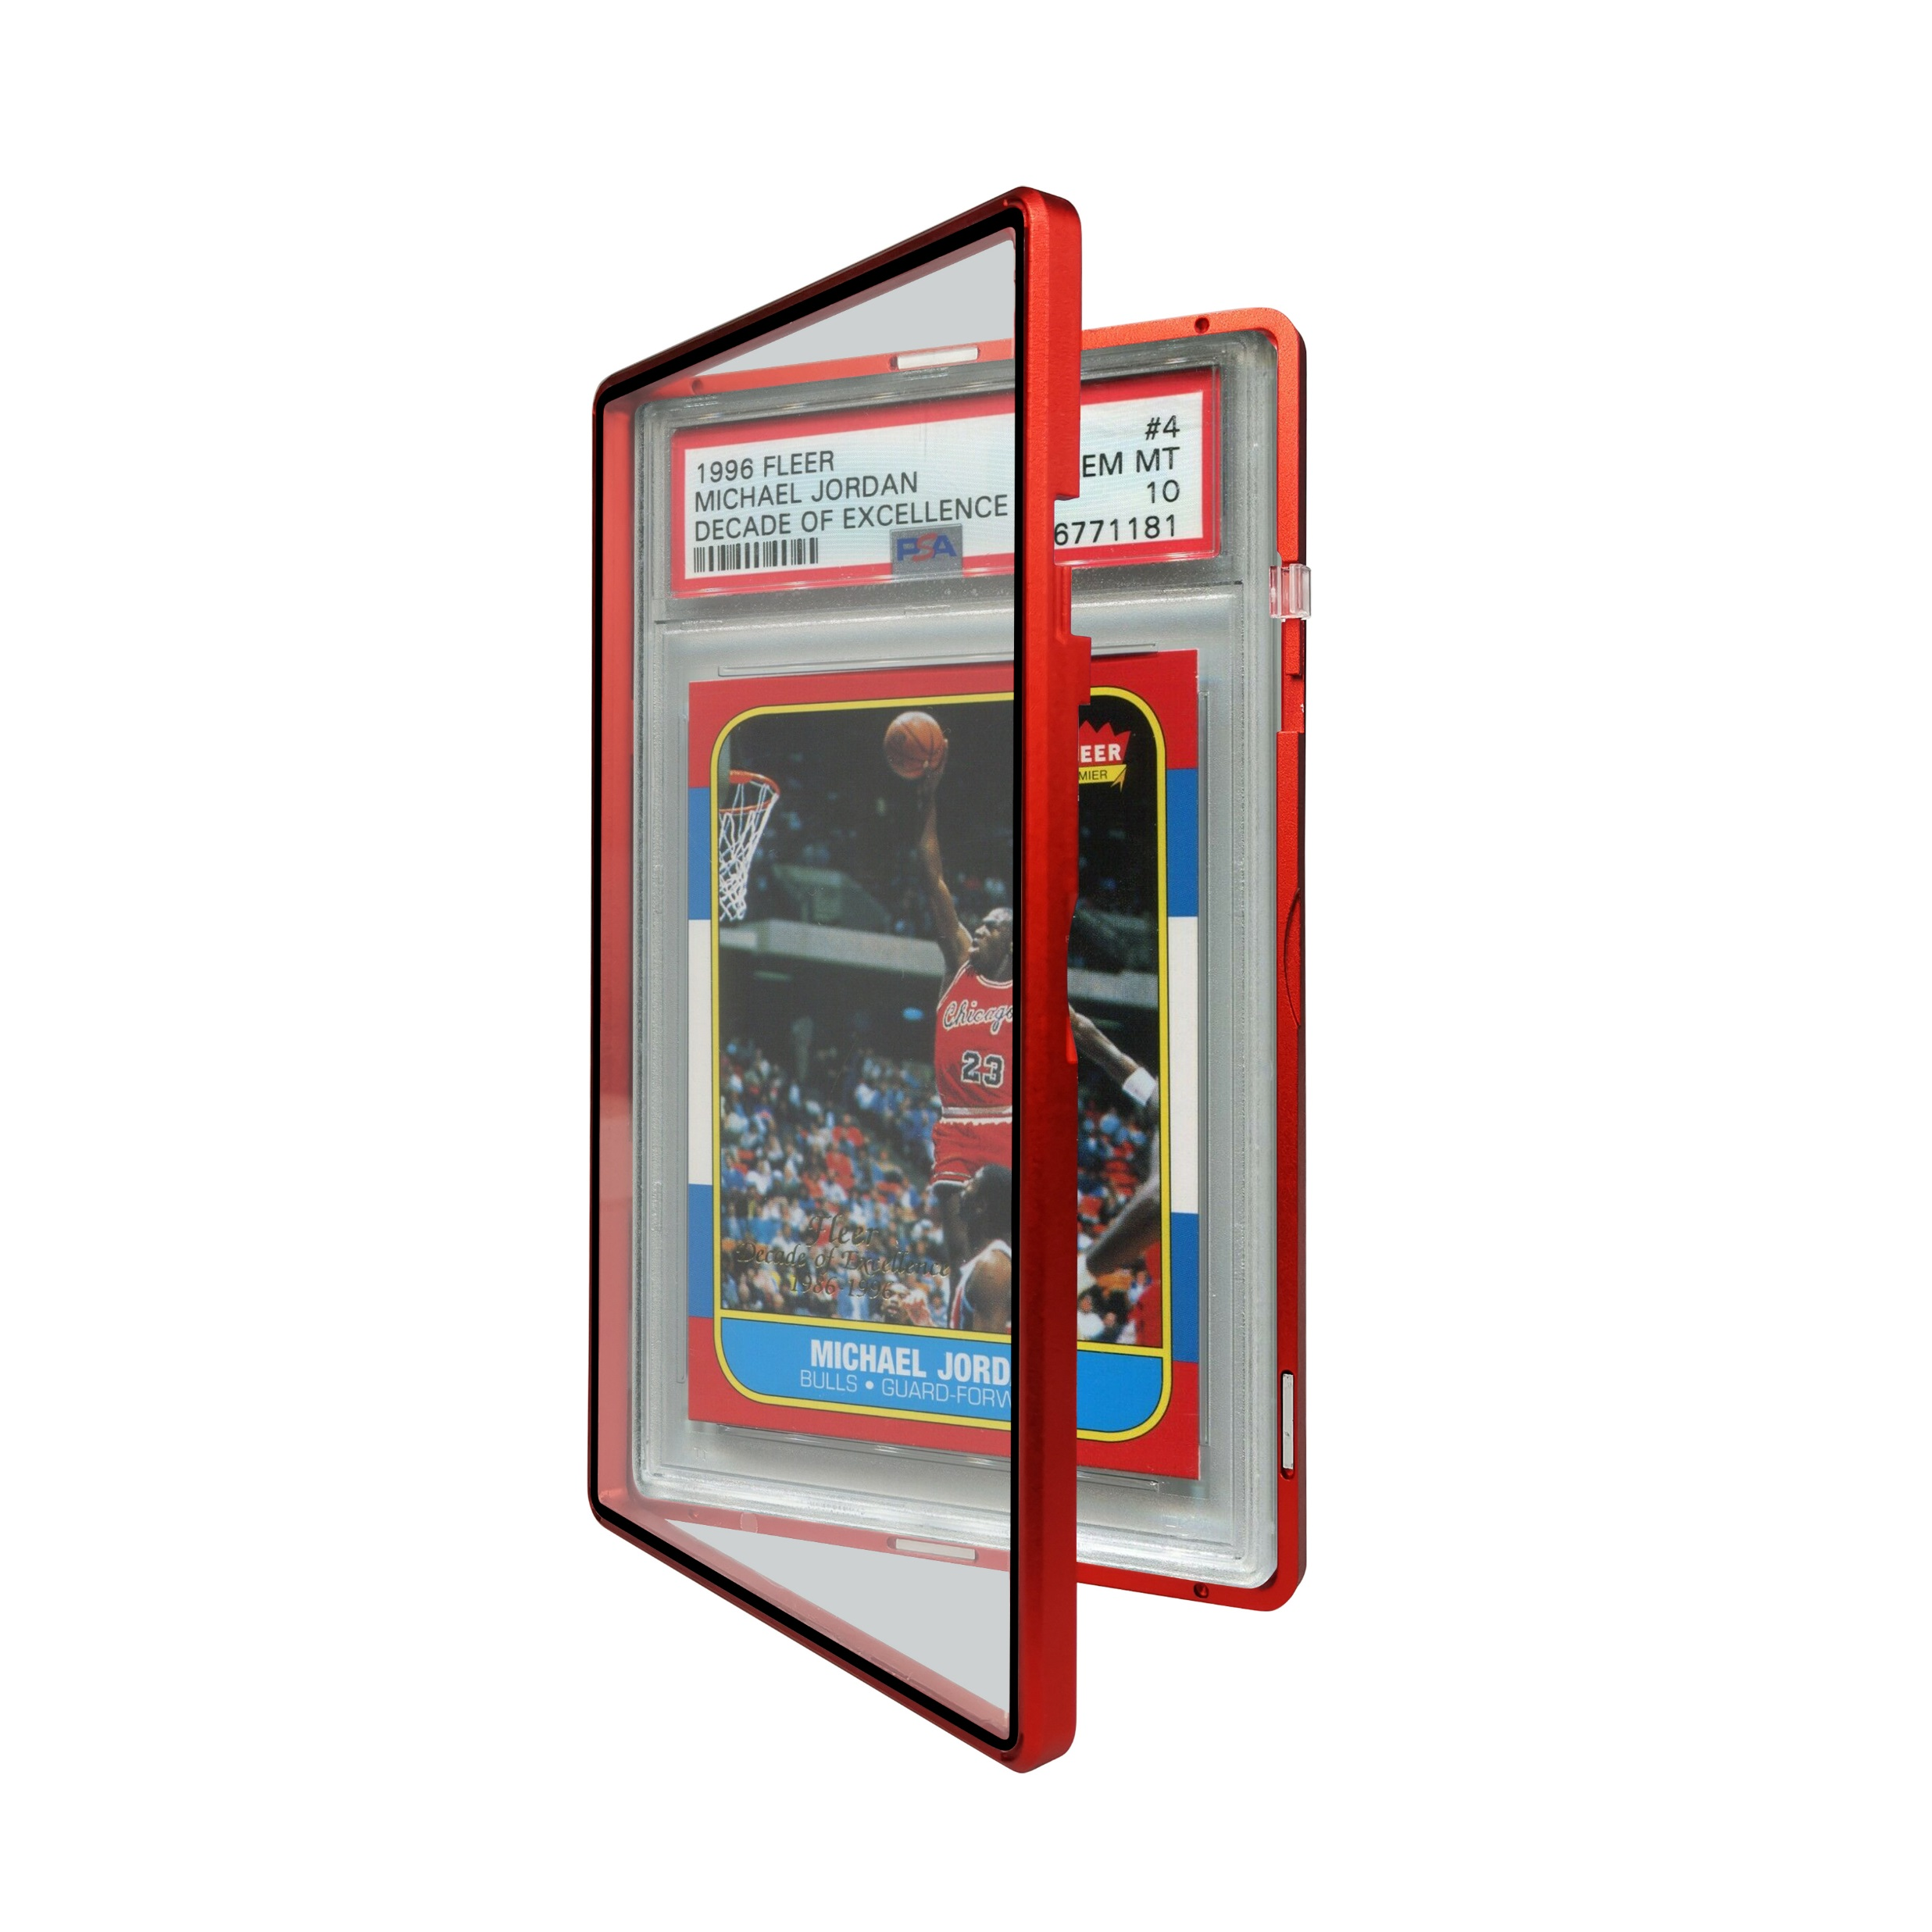 1996 FLEER #4
MICHAEL JORDAN EM MT
DECADE OF EXCELLENCE 10
PSA 6771181
EER
MIER
Chicago
23
Fleer
Decade of Excellence
1986-1996
MICHAEL JORD
BULLS • GUARD-FORW